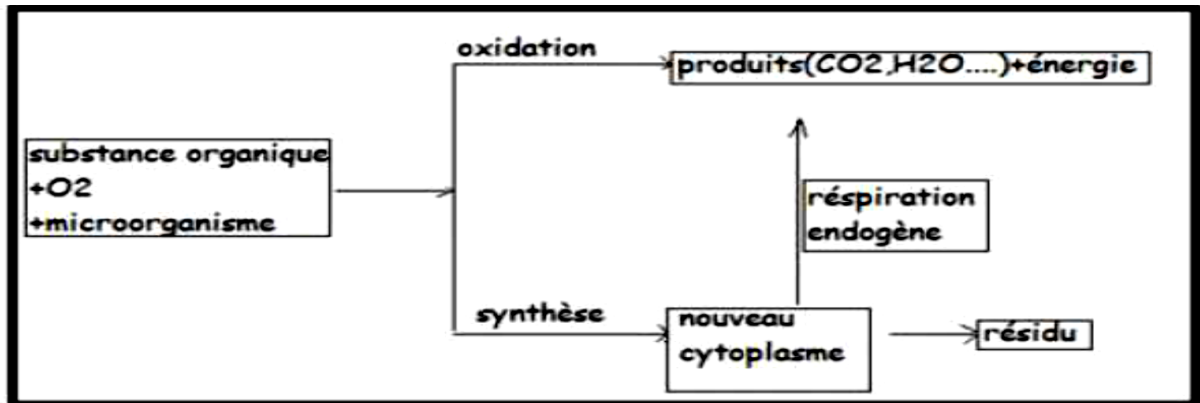 oxidation
produits(CO2,H2O....)+énergie
substance organique
+O2
+microorganisme
réspiration
endogène
synthèse
nouveau
cytoplasme
résidu